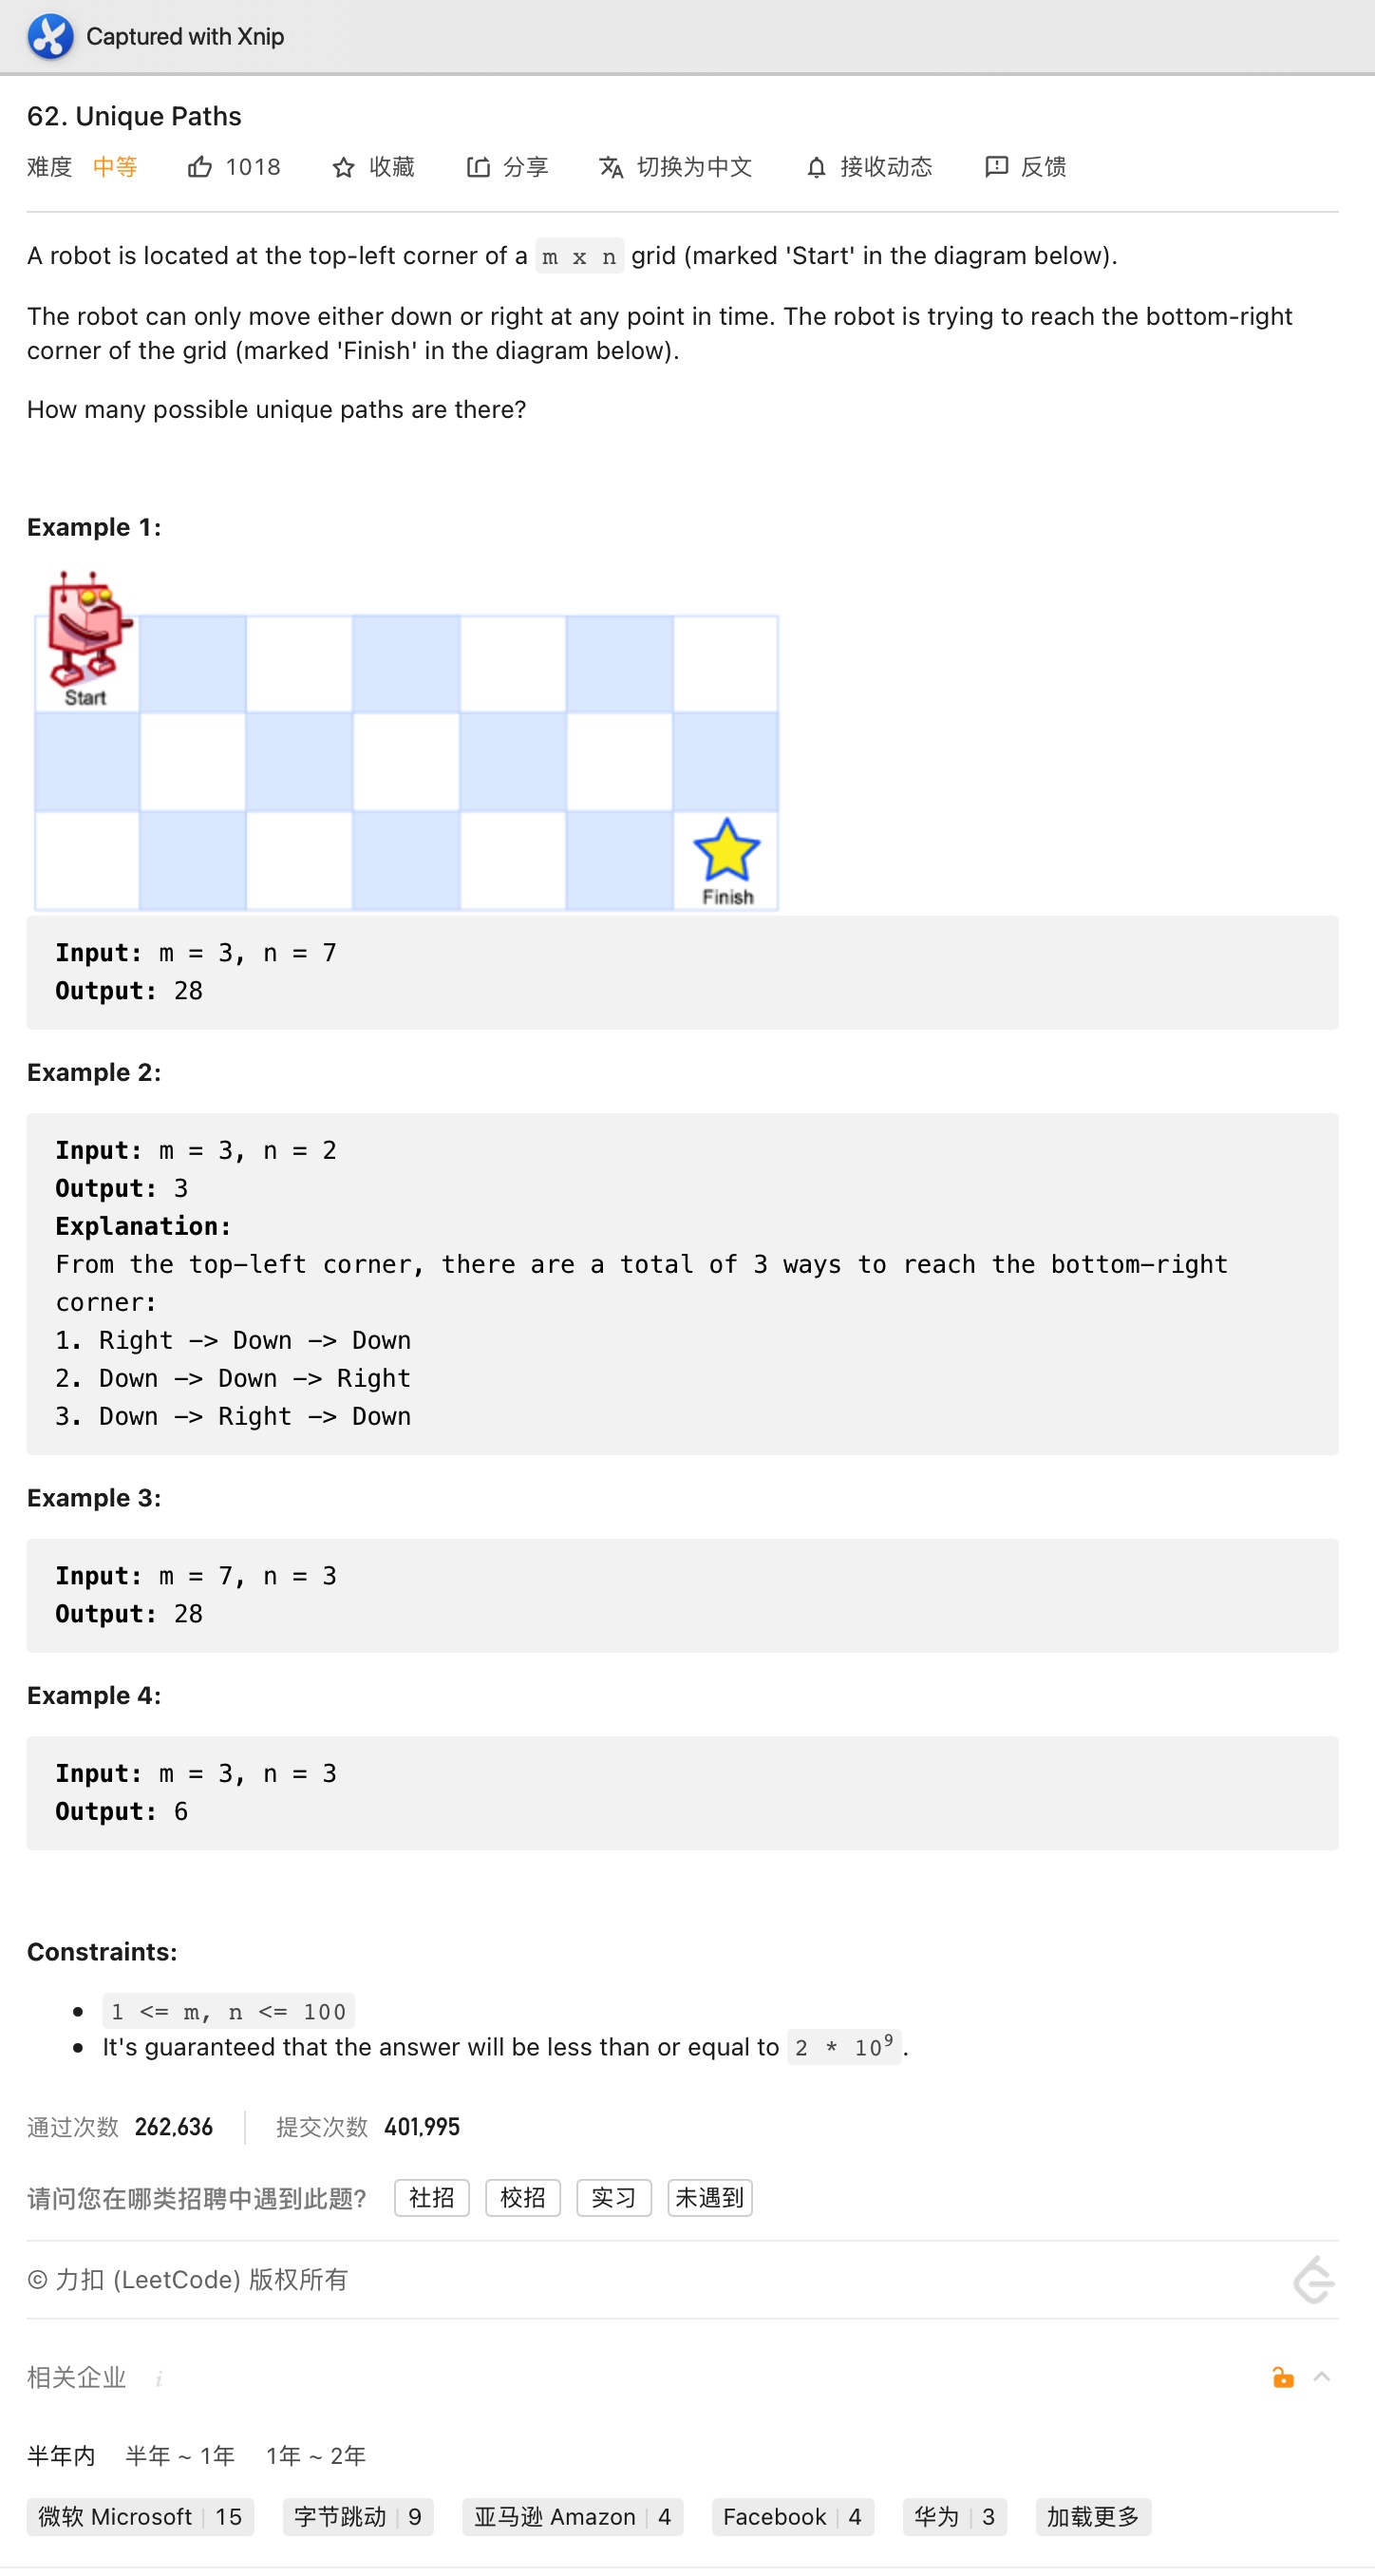 Captured with Xnip
62. Unique Paths
难度 中等 1018 收藏 分享 切换为中文 接收动态 反馈
A robot is located at the top-left corner of a m x n grid (marked 'Start' in the diagram below).
The robot can only move either down or right at any point in time. The robot is trying to reach the bottom-right
corner of the grid (marked 'Finish' in the diagram below).
How many possible unique paths are there?
Example 1:
Start
Finish
Input: m = 3, n = 7
Output: 28
Example 2:
Input: m = 3, n = 2
Output: 3
Explanation:
From the top-left corner, there are a total of 3 ways to reach the bottom-right
corner:
1. Right -> Down -> Down
2. Down -> Down -> Right
3. Down -> Right -> Down
Example 3:
Input: m = 7, n = 3
Output: 28
Example 4:
Input: m = 3, n = 3
Output: 6
Constraints:
• 1 <= m, n <= 100
• It's guaranteed that the answer will be less than or equal to 2 * 10⁹.
通过次数 262,636 提交次数 401,995
请问您在哪类招聘中遇到此题? 社招 校招 实习 未遇到
© 力扣 (LeetCode) 版权所有
相关企业 i
半年内 半年 ~ 1年 1年 ~ 2年
微软 Microsoft | 15 字节跳动 | 9 亚马逊 Amazon | 4 Facebook | 4 华为 | 3 加载更多